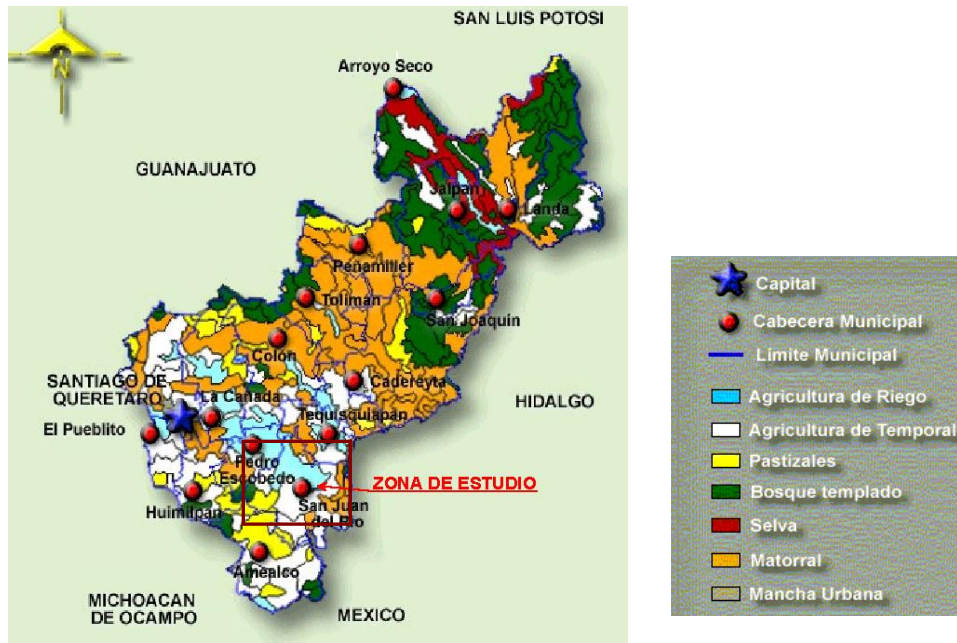 SAN LUIS POTOSI
N
Arroyo Seco
GUANAJUATO
Jalpan
Landa
Peñamiller
Tolimán
San Joaquín
Colón
Cadereyta
SANTIAGO DE
QUERETARO
La Cañada
HIDALGO
Tequisquiapan
El Pueblito
Pedro
Escobedo
ZONA DE ESTUDIO
San Juan
del Rio
Huimilpan
Amealco
MICHOACAN
DE OCAMPO
MEXICO
Capital
Cabecera Municipal
Límite Municipal
Agricultura de Riego
Agricultura de Temporal
Pastizales
Bosque templado
Selva
Matorral
Mancha Urbana